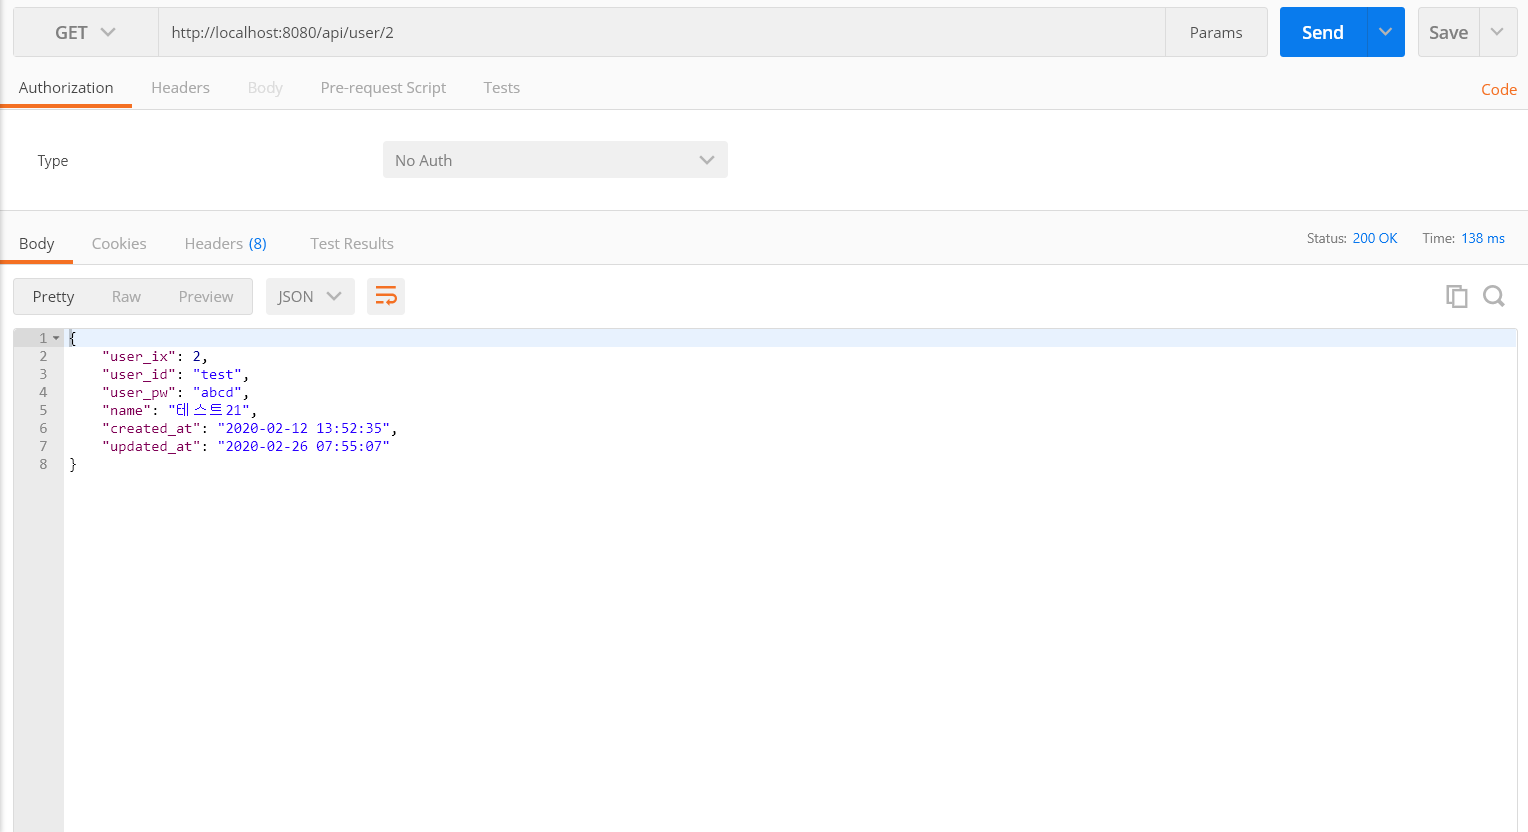 GET http://localhost:8080/api/user/2 Params Send Save
Authorization Headers Body Pre-request Script Tests Code
Type No Auth
Body Cookies Headers (8) Test Results Status: 200 OK Time: 138 ms
Pretty Raw Preview JSON
1 {
2 "user_ix": 2,
3 "user_id": "test",
4 "user_pw": "abcd",
5 "name": "테스트21",
6 "created_at": "2020-02-12 13:52:35",
7 "updated_at": "2020-02-26 07:55:07"
8 }